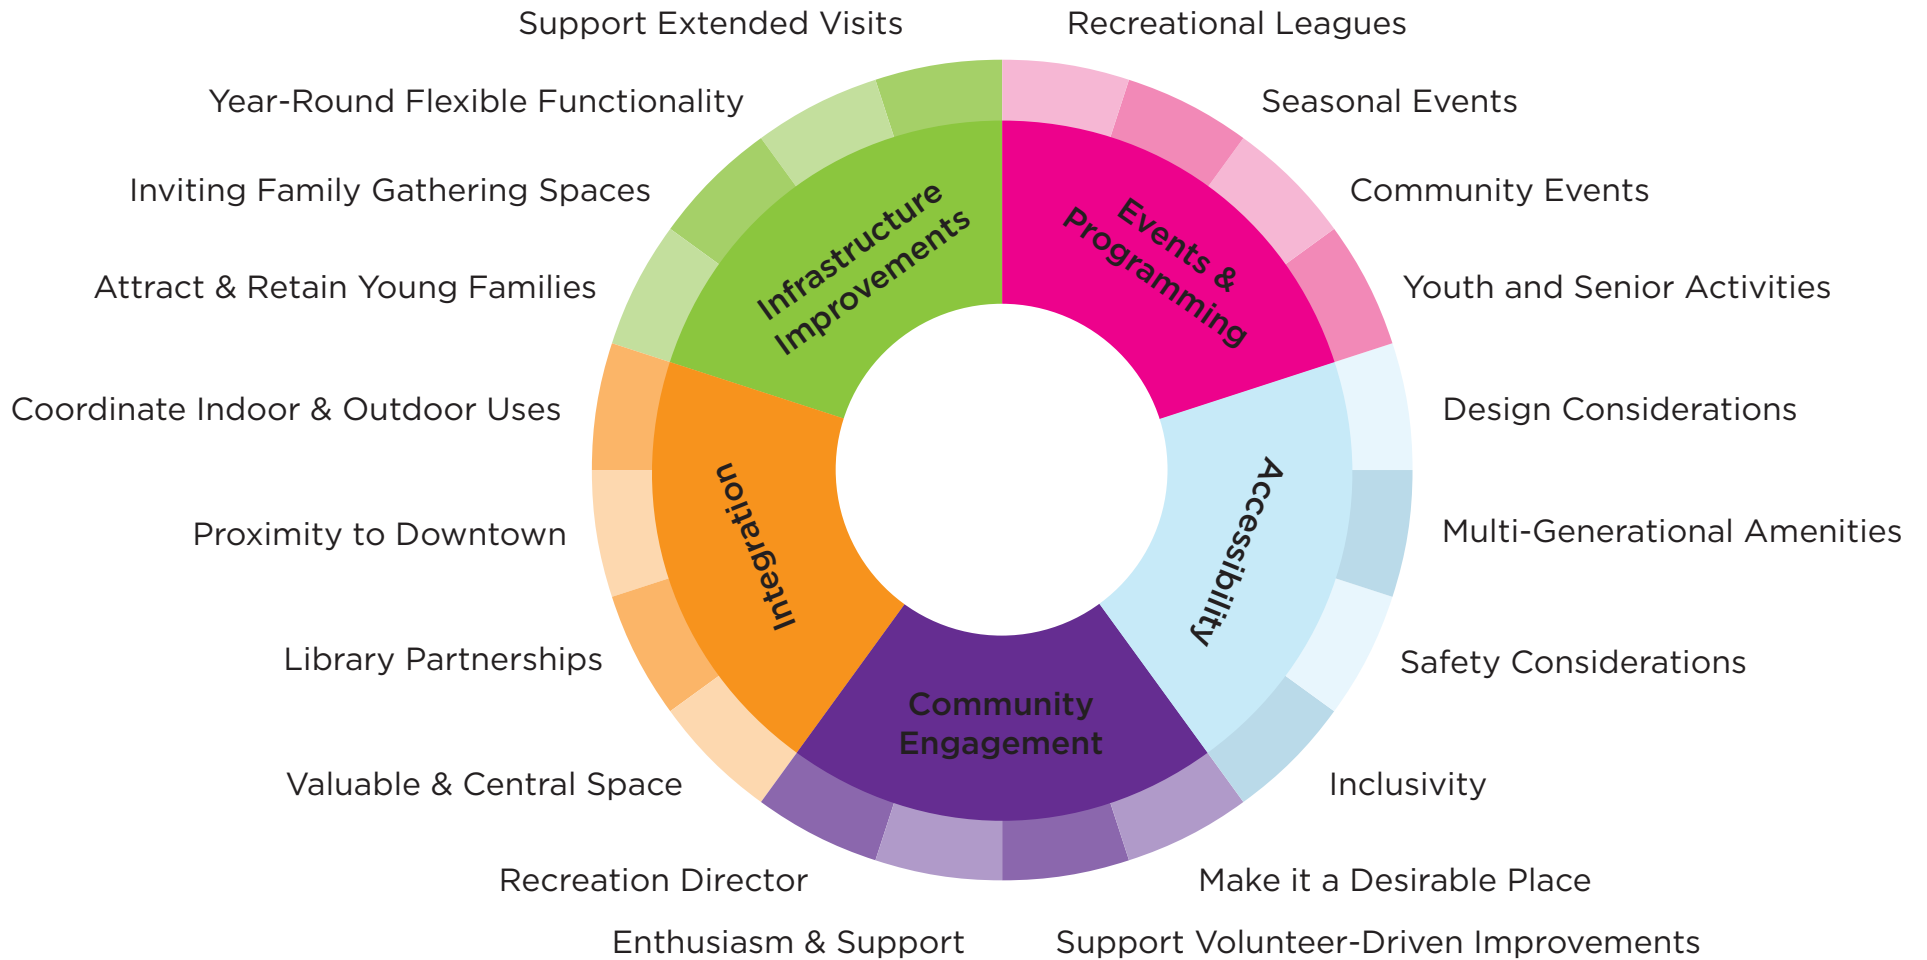 Support Extended Visits
Recreational Leagues
Year-Round Flexible Functionality
Seasonal Events
Inviting Family Gathering Spaces
Community Events
Attract & Retain Young Families
Youth and Senior Activities
Infrastructure
Improvements
Events &
Programming
Coordinate Indoor & Outdoor Uses
Design Considerations
Integration
Accessibility
Proximity to Downtown
Multi-Generational Amenities
Library Partnerships
Safety Considerations
Community
Engagement
Valuable & Central Space
Inclusivity
Recreation Director
Make it a Desirable Place
Enthusiasm & Support
Support Volunteer-Driven Improvements